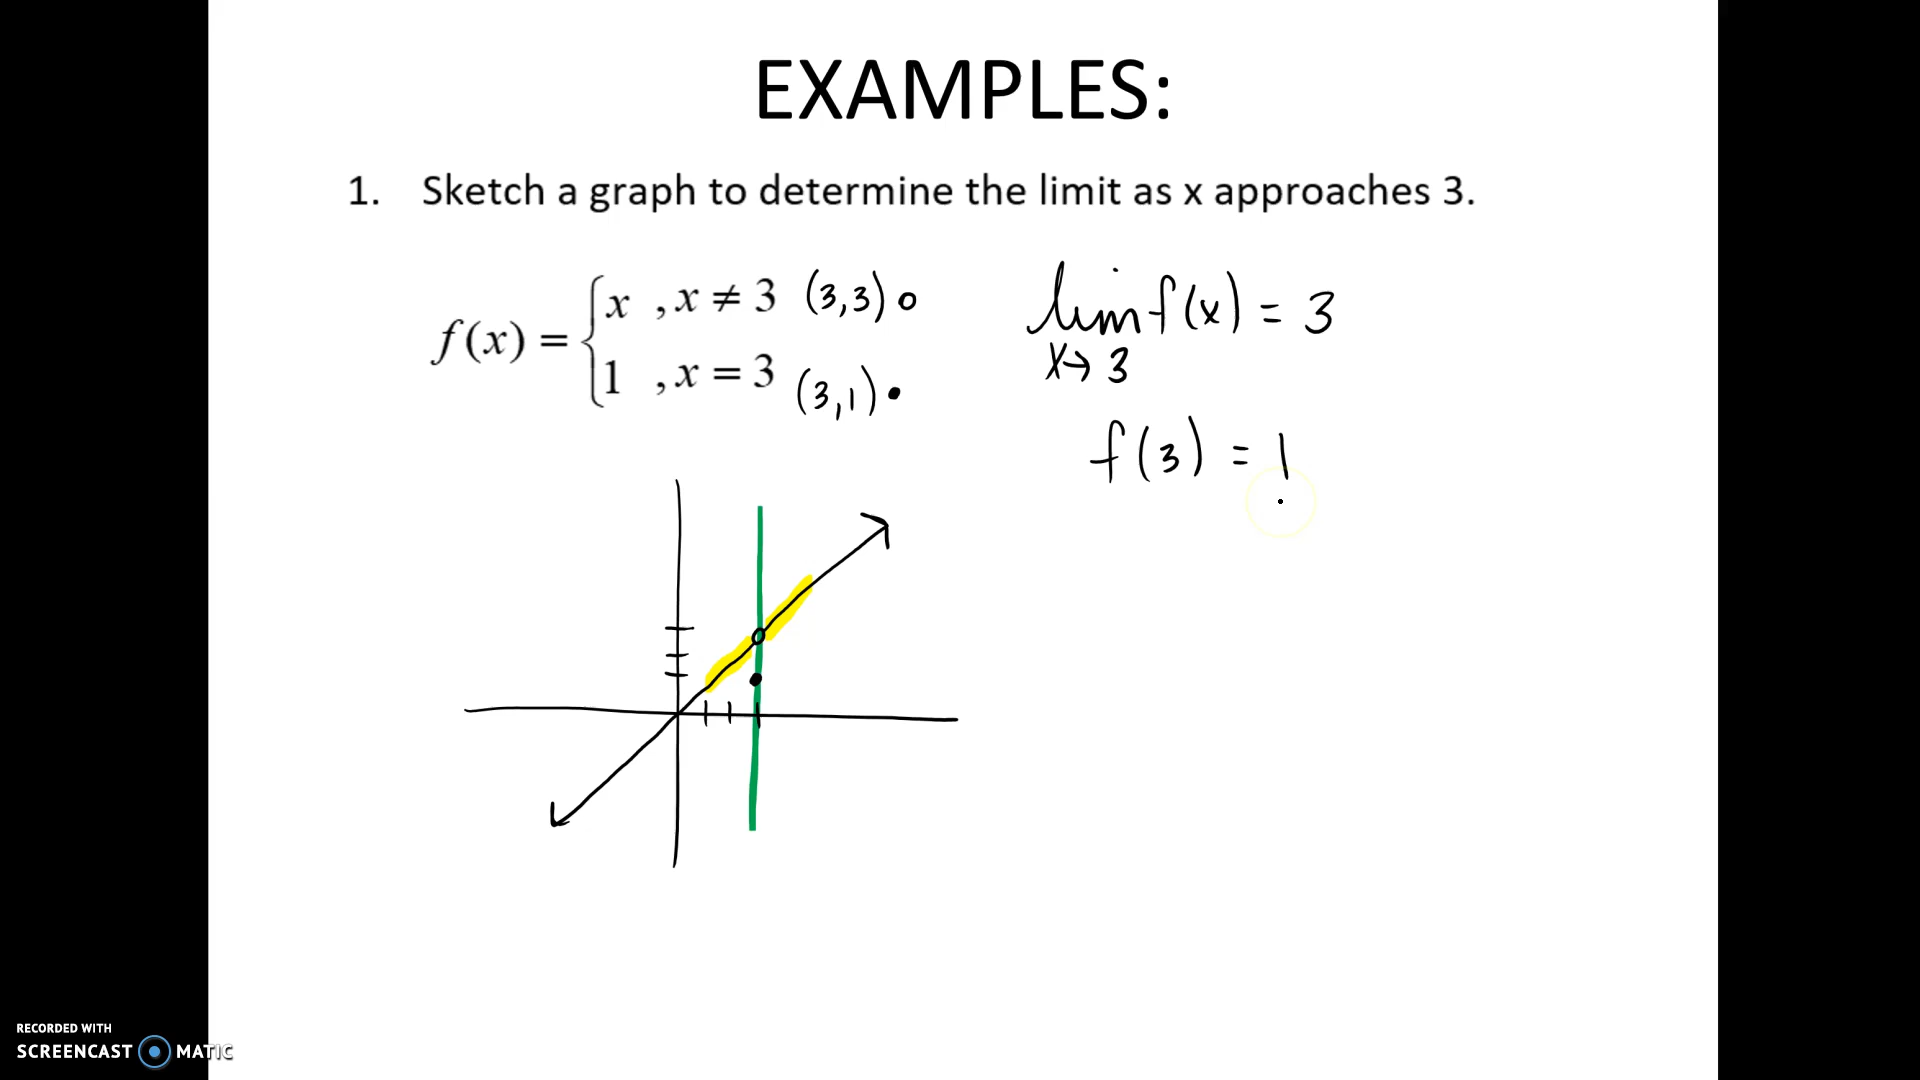 EXAMPLES:
1. Sketch a graph to determine the limit as x approaches 3.
f(x) = { x , x ≠ 3 (3,3) o
1 , x = 3 (3,1) •
lim f(x) = 3
x→3
f(3) = 1
RECORDED WITH
SCREENCAST MATIC